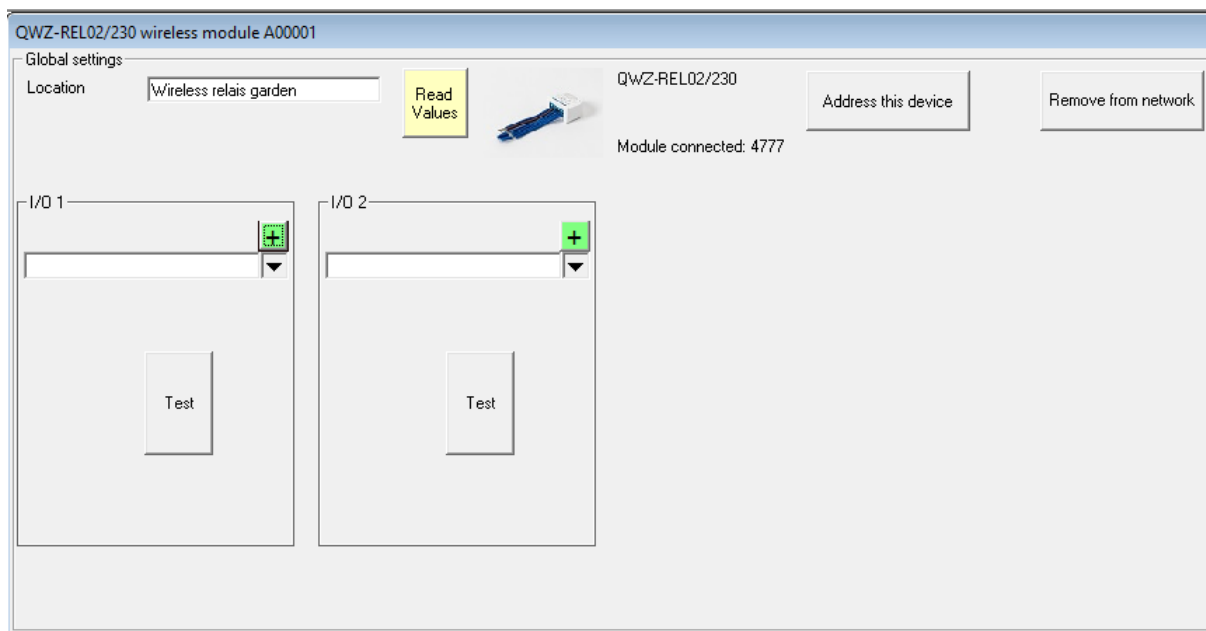 QWZ-REL02/230 wireless module A00001
Global settings
Location
Wireless relais garden
Read
Values
QWZ-REL02/230
Module connected: 4777
Address this device
Remove from network
I/O 1
+
Test
I/O 2
+
Test